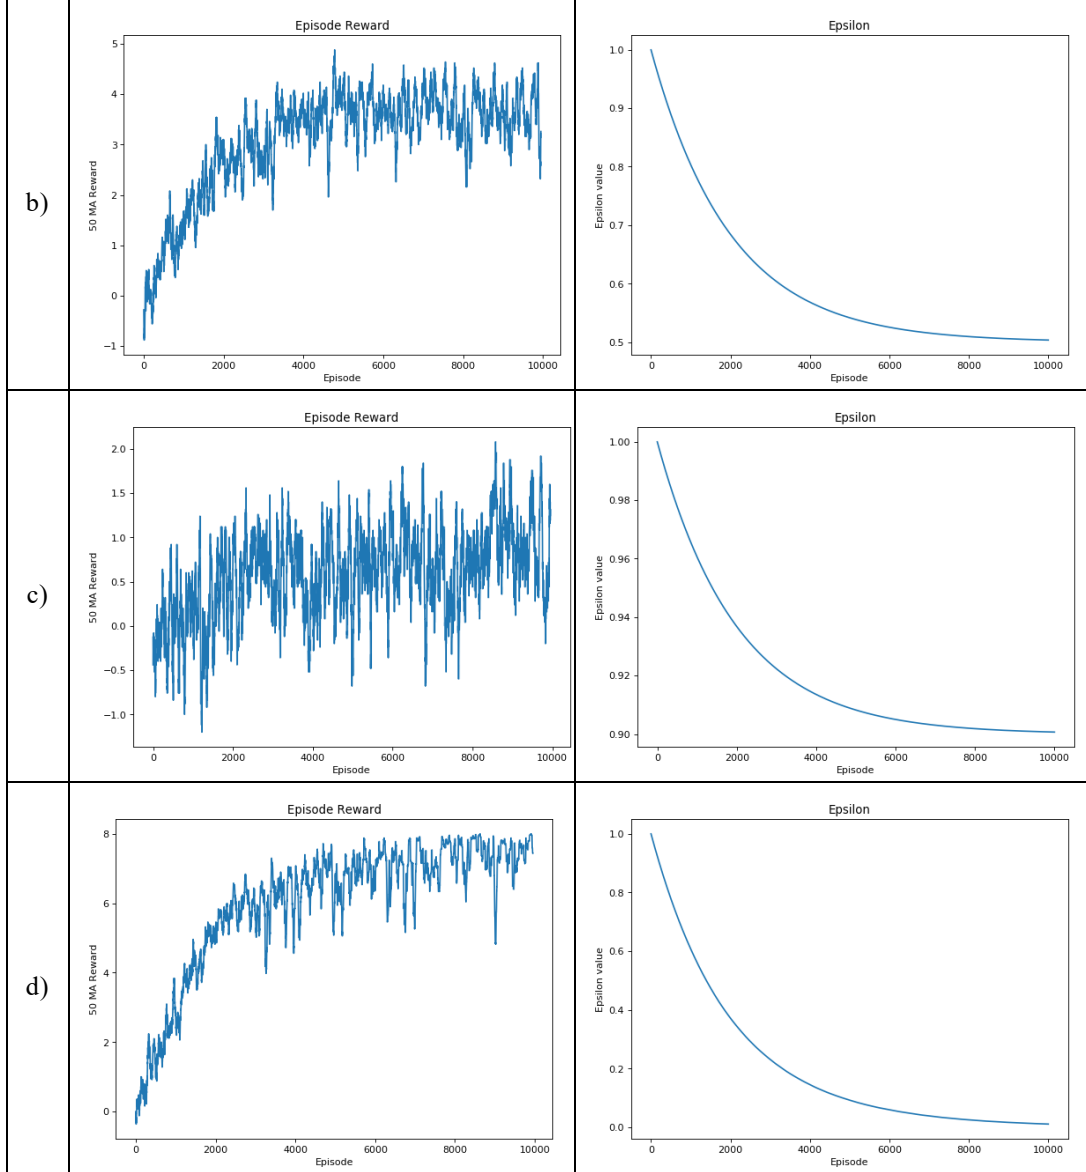 b)
Episode Reward
5
4
3
2
1
0
−1
50 MA Reward
0 2000 4000 6000 8000 10000
Episode
Epsilon
1.0
0.9
0.8
0.7
0.6
0.5
Epsilon value
0 2000 4000 6000 8000 10000
Episode
c)
Episode Reward
2.0
1.5
1.0
0.5
0.0
−0.5
−1.0
50 MA Reward
0 2000 4000 6000 8000 10000
Episode
Epsilon
1.00
0.98
0.96
0.94
0.92
0.90
Epsilon value
0 2000 4000 6000 8000 10000
Episode
d)
Episode Reward
8
6
4
2
0
50 MA Reward
0 2000 4000 6000 8000 10000
Episode
Epsilon
1.0
0.8
0.6
0.4
0.2
0.0
Epsilon value
0 2000 4000 6000 8000 10000
Episode